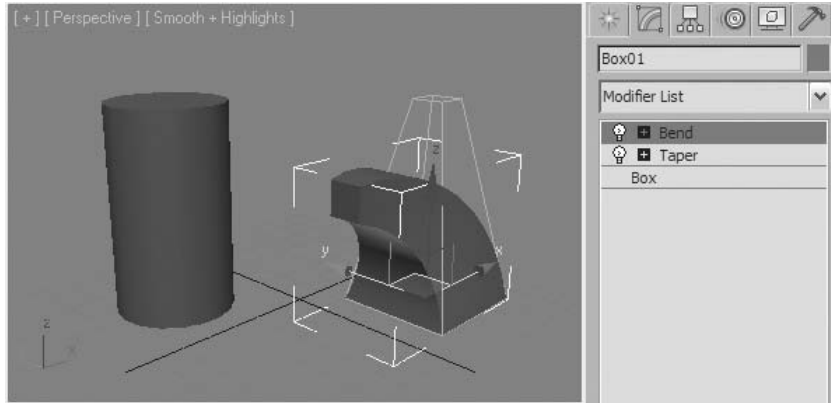 [ + ] [ Perspective ] [ Smooth + Highlights ]
Box01
Modifier List
Bend
Taper
Box
z
y
x
z
x